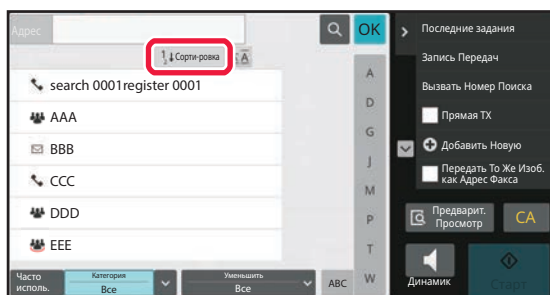 Адрес
OK
Сорти-ровка
A
search 0001register 0001
AAA
BBB
CCC
DDD
EEE
A
D
G
J
M
P
T
W
ABC
Часто
исполь.
Категория
Все
Уменьшить
Все
Последние задания
Запись Передач
Вызвать Номер Поиска
Прямая TX
Добавить Новую
Передать То Же Изоб.
как Адрес Факса
Предварит.
Просмотр
CA
Динамик
Старт